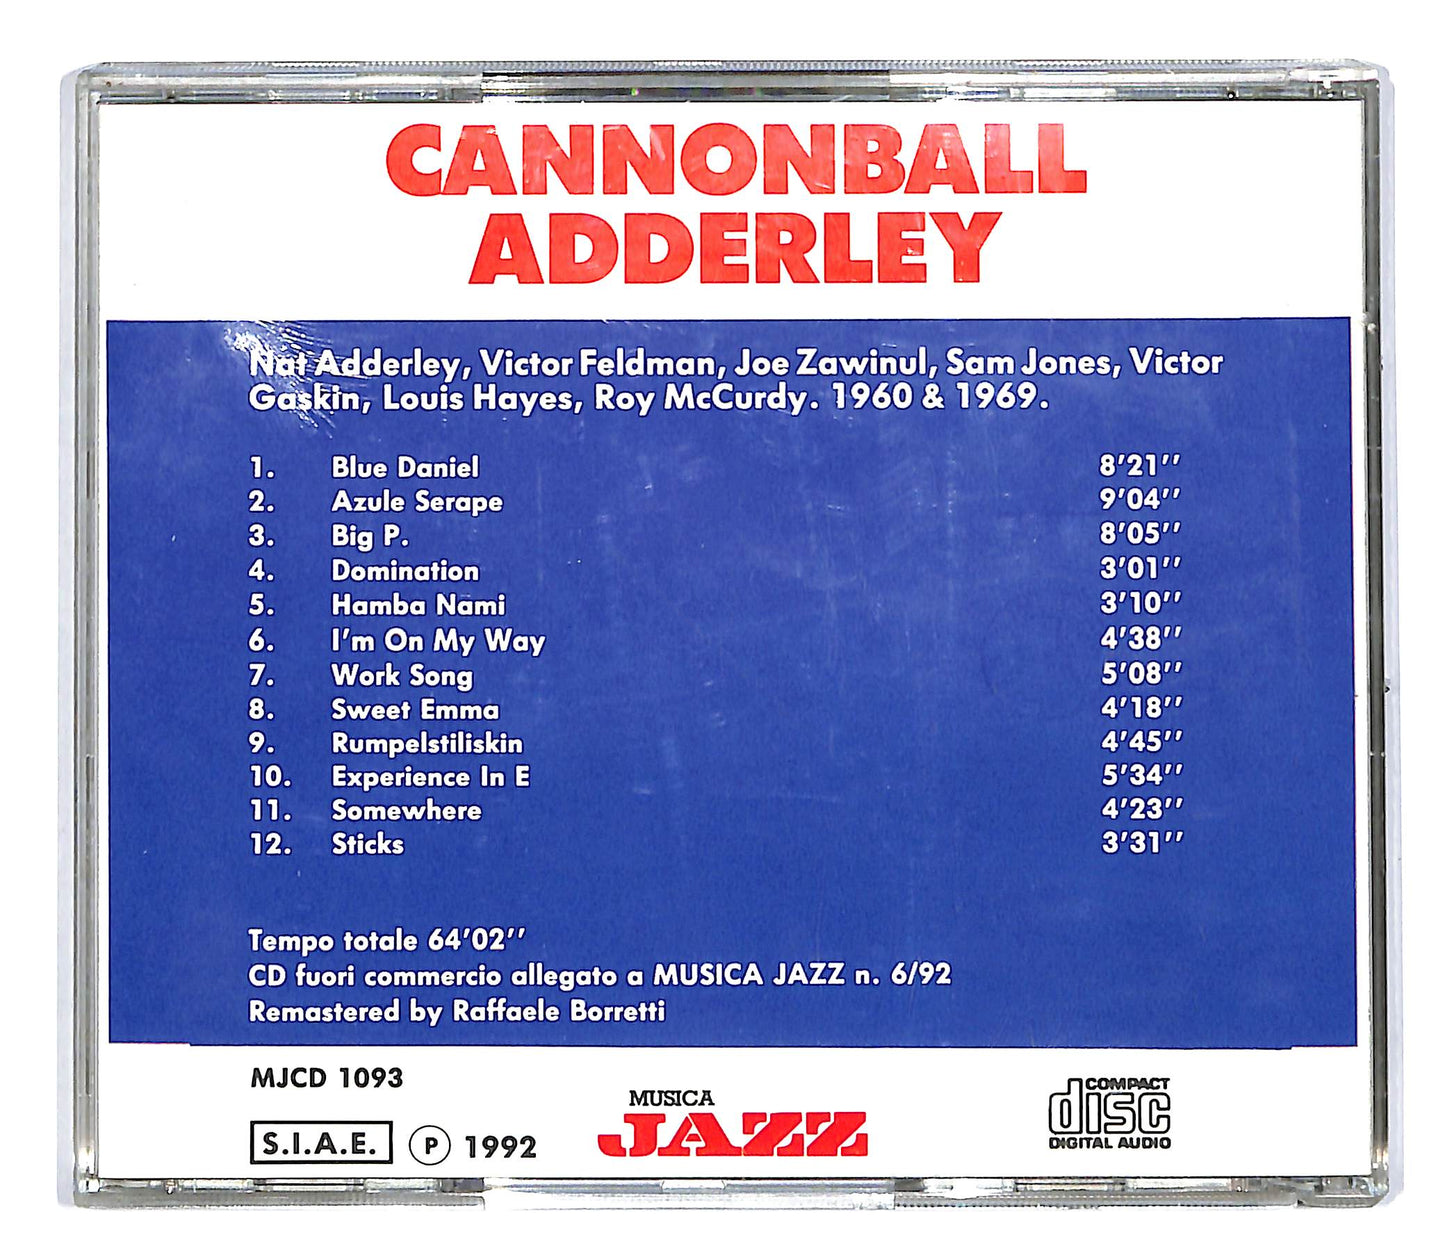 CANNONBALL
ADDERLEY
Nat Adderley, Victor Feldman, Joe Zawinul, Sam Jones, Victor
Gaskin, Louis Hayes, Roy McCurdy. 1960 & 1969.
1. Blue Daniel 8'21''
2. Azule Serape 9'04''
3. Big P. 8'05''
4. Domination 3'01''
5. Hamba Nami 3'10''
6. I'm On My Way 4'38''
7. Work Song 5'08''
8. Sweet Emma 4'18''
9. Rumpelstiliskin 4'45''
10. Experience In E 5'34''
11. Somewhere 4'23''
12. Sticks 3'31''
Tempo totale 64'02''
CD fuori commercio allegato a MUSICA JAZZ n. 6/92
Remastered by Raffaele Borretti
MJCD 1093
S.I.A.E. P 1992
MUSICA
JAZZ
COMPACT
disc
DIGITAL AUDIO